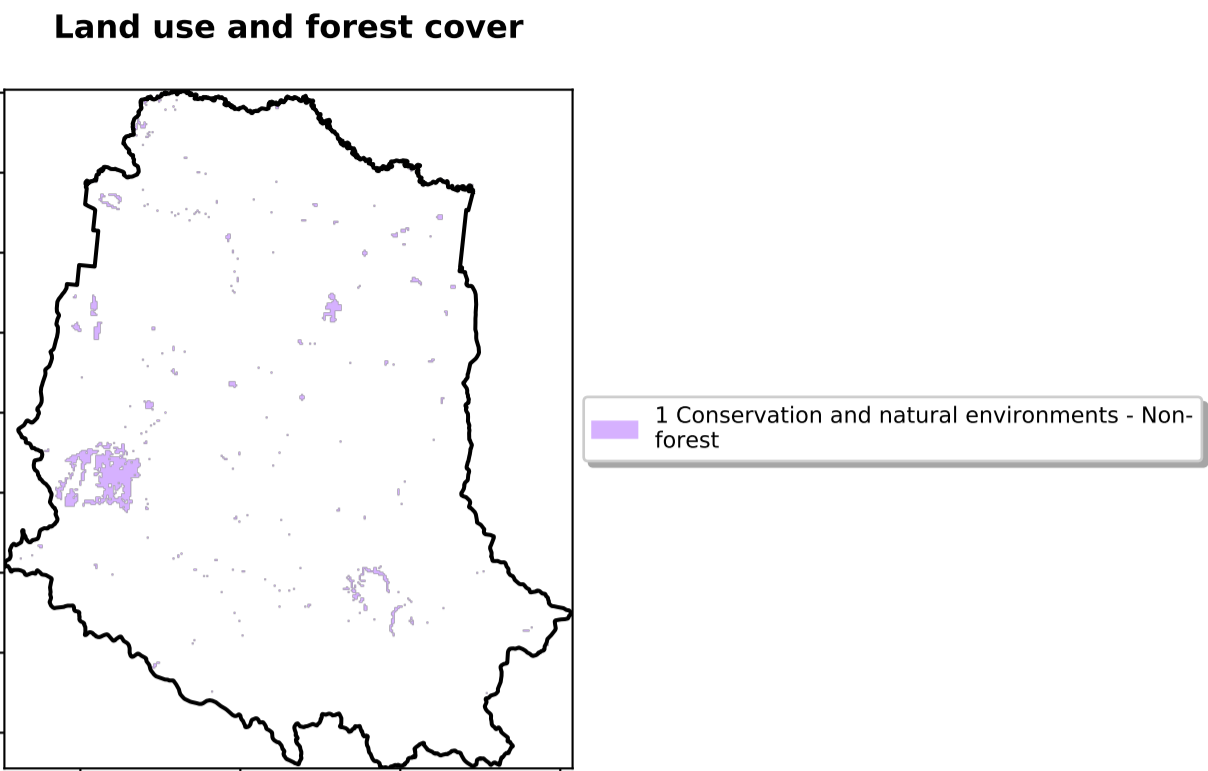 Land use and forest cover
1 Conservation and natural environments - Non-
forest